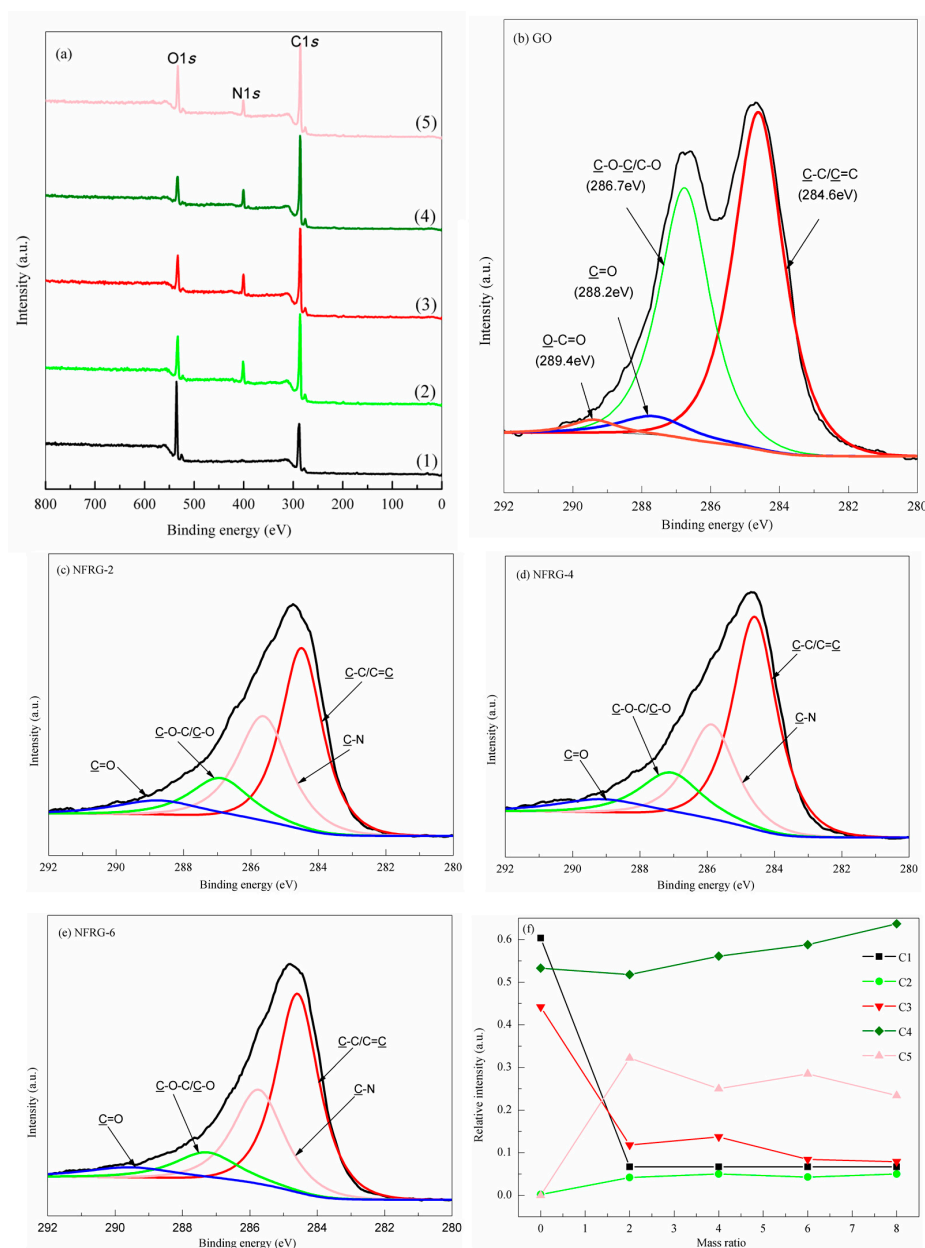 (a)
C1s
O1s
N1s
(5)
(4)
(3)
(2)
(1)
Intensity (a.u.)
800 700 600 500 400 300 200 100 0
Binding energy (eV)
(b) GO
C-O-C/C-O
(286.7eV)
C-C/C=C
(284.6eV)
C=O
(288.2eV)
O-C=O
(289.4eV)
Intensity (a.u.)
292 290 288 286 284 282 280
Binding energy (eV)
(c) NFRG-2
C-C/C=C
C-O-C/C-O
C-N
C=O
Intensity (a.u.)
292 290 288 286 284 282 280
Binding energy (eV)
(d) NFRG-4
C-C/C=C
C-O-C/C-O
C-N
C=O
Intensity (a.u.)
292 290 288 286 284 282 280
Binding energy (eV)
(e) NFRG-6
C-C/C=C
C-O-C/C-O
C-N
C=O
Intensity (a.u.)
292 290 288 286 284 282 280
Binding energy (eV)
(f)
C1
C2
C3
C4
C5
0.6
0.5
0.4
0.3
0.2
0.1
0.0
Relative intensity (a.u.)
0 1 2 3 4 5 6 7 8
Mass ratio